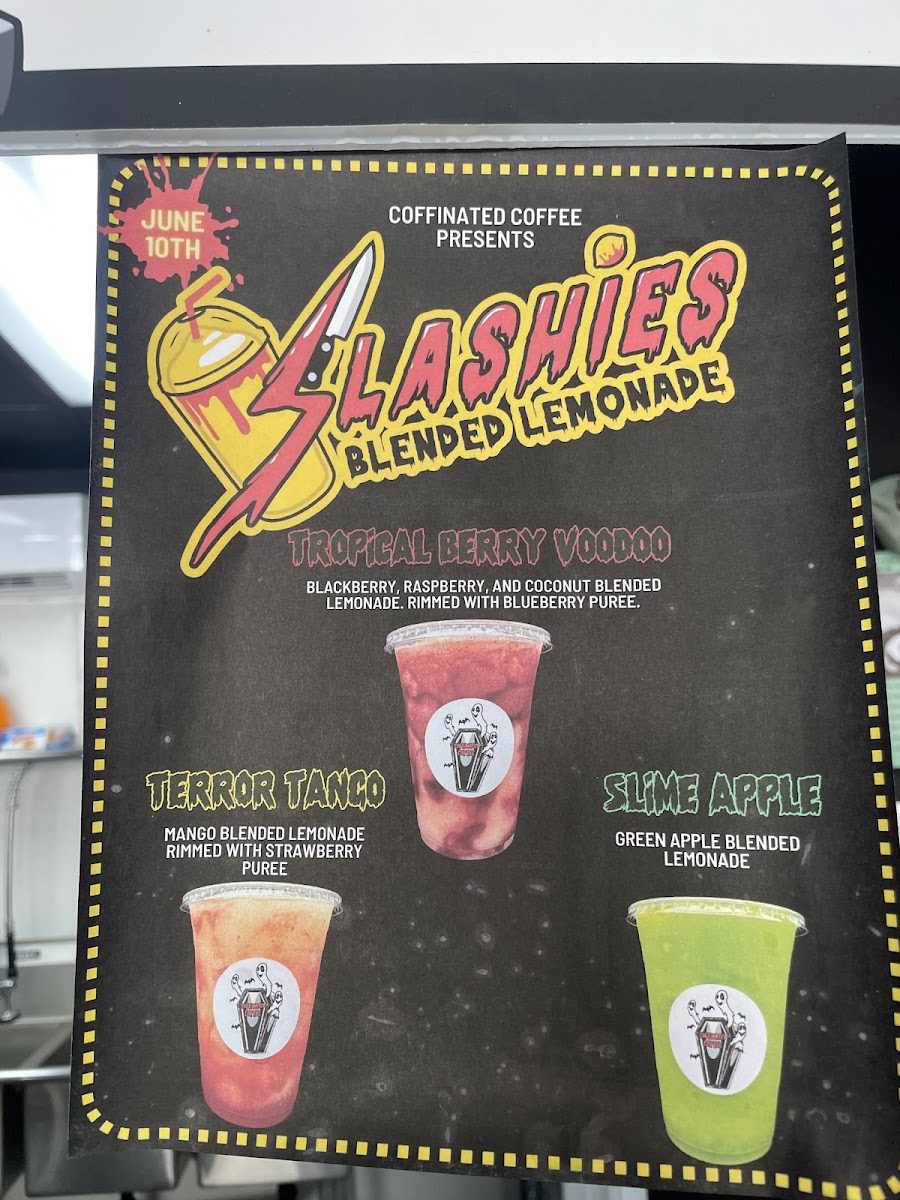 JUNE
10TH
COFFINATED COFFEE
PRESENTS
SLASHIES
BLENDED LEMONADE
TROPICAL BERRY VOODOO
BLACKBERRY, RASPBERRY, AND COCONUT BLENDED
LEMONADE. RIMMED WITH BLUEBERRY PUREE.
TERROR TANGO
MANGO BLENDED LEMONADE
RIMMED WITH STRAWBERRY
PUREE
SLIME APPLE
GREEN APPLE BLENDED
LEMONADE